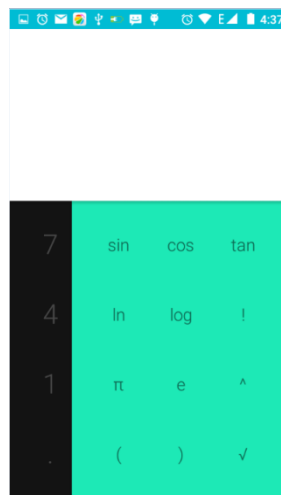 E 4:37
7 sin cos tan
4 ln log !
1 π e ^
. ( ) √